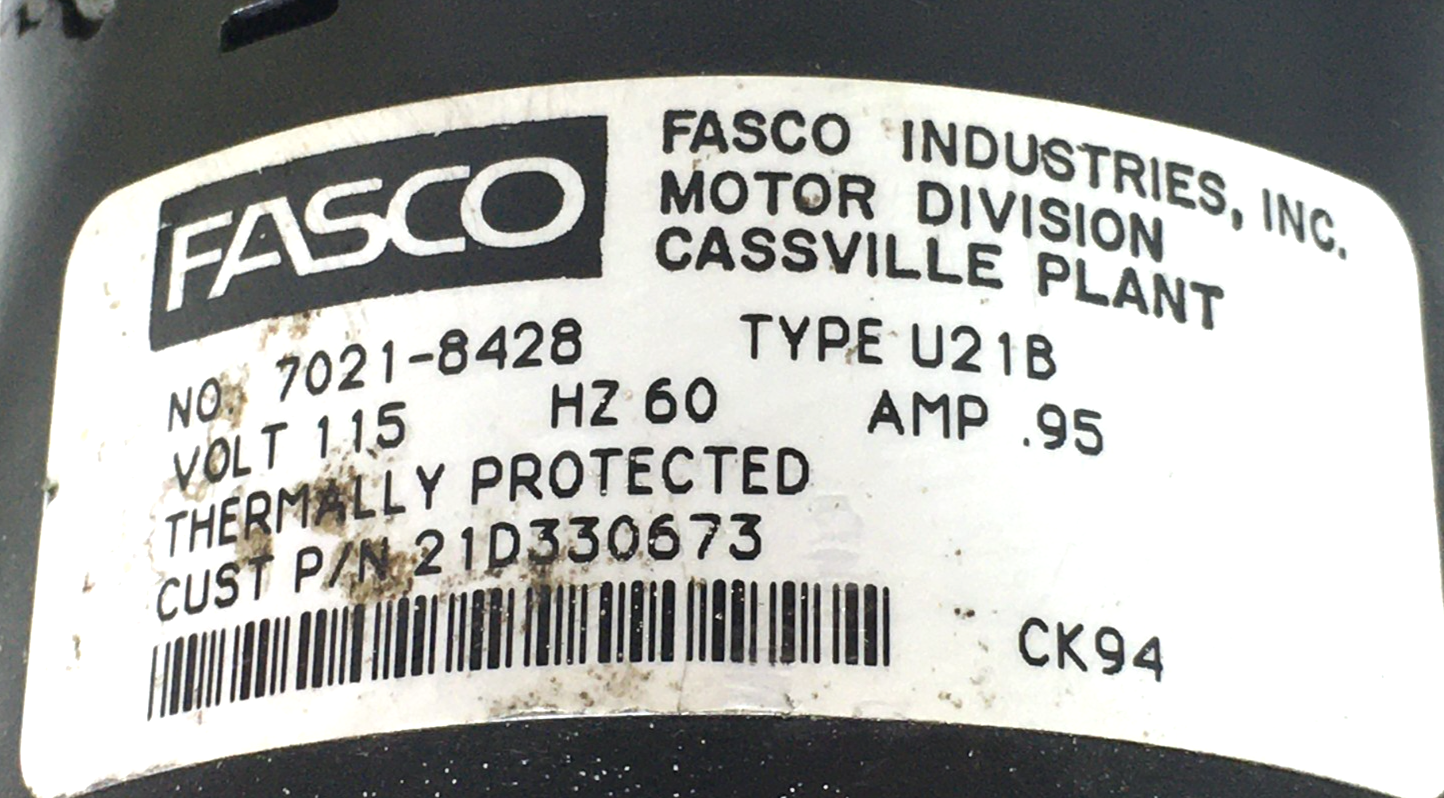 FASCO
FASCO INDUSTRIES, INC.
MOTOR DIVISION
CASSVILLE PLANT
NO. 7021-8428 TYPE U21B
VOLT 115 HZ 60 AMP .95
THERMALLY PROTECTED
CUST P/N 21D330673
CK94